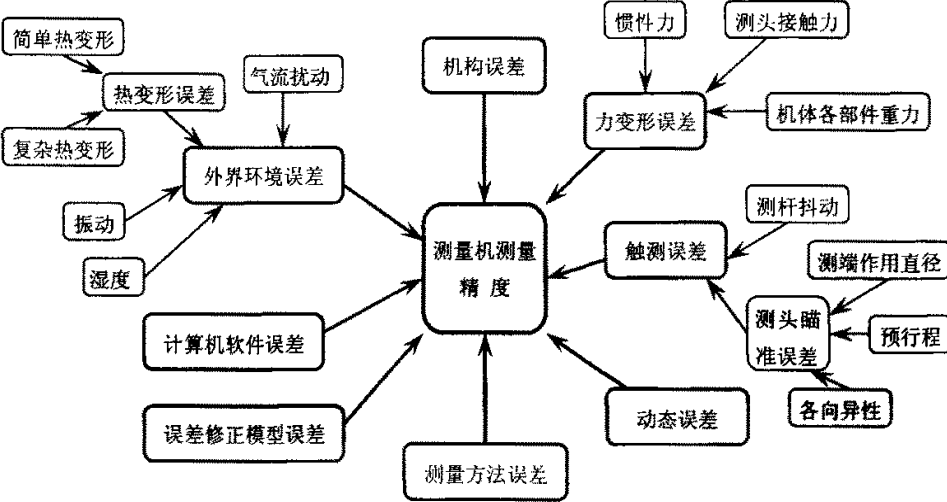 简单热变形
热变形误差
复杂热变形
气流扰动
外界环境误差
振动
湿度
机构误差
惯件力
测头接触力
力变形误差
机体各部件重力
测量机测量
精 度
触测误差
测杆抖动
测端作用直径
测头瞄
准误差
预行程
各向异性
计算机软件误差
误差修正模型误差
测量方法误差
动态误差